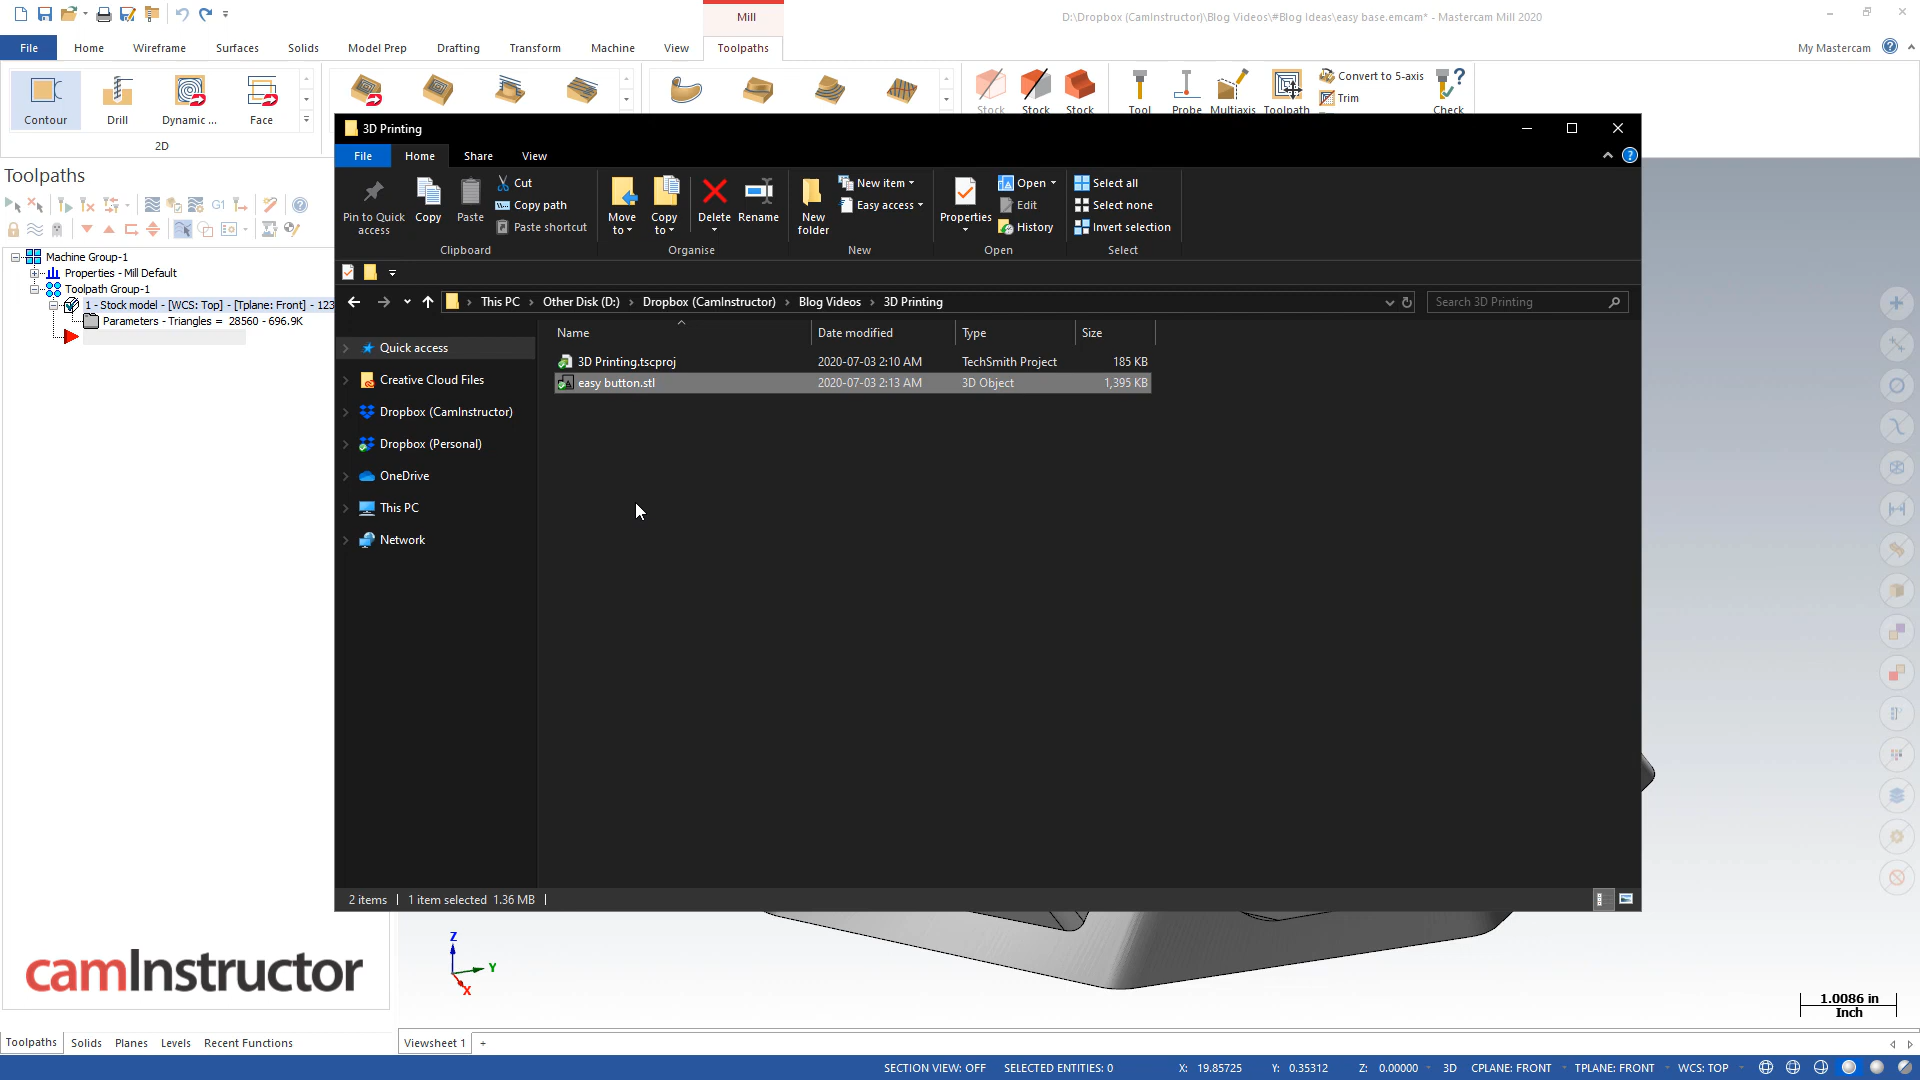 Mill
D:\Dropbox (CamInstructor)\Blog Videos\#Blog Ideas\easy base.emcam* - Mastercam Mill 2020
File Home Wireframe Surfaces Solids Model Prep Drafting Transform Machine View Toolpaths My Mastercam
Contour Drill Dynamic ... Face
Stock Stock Stock Tool Probe Multiaxis Toolpath Convert to 5-axis Trim Check
2D
Toolpaths
G1
Machine Group-1
Properties - Mill Default
Toolpath Group-1
1 - Stock model - [WCS: Top] - [Tplane: Front] - 123
Parameters - Triangles = 28560 - 696.9K
3D Printing
File Home Share View
Pin to Quick access
Copy
Paste
Cut
Copy path
Paste shortcut
Clipboard
Move to
Copy to
Delete
Rename
Organise
New folder
New item
Easy access
New
Properties
Open
Edit
History
Open
Select all
Select none
Invert selection
Select
This PC Other Disk (D:) Dropbox (CamInstructor) Blog Videos 3D Printing
Search 3D Printing
Name Date modified Type Size
3D Printing.tscproj 2020-07-03 2:10 AM TechSmith Project 185 KB
easy button.stl 2020-07-03 2:13 AM 3D Object 1,395 KB
Quick access
Creative Cloud Files
Dropbox (CamInstructor)
Dropbox (Personal)
OneDrive
This PC
Network
2 items 1 item selected 1.36 MB
camInstructor
Z
Y
X
1.0086 in
Inch
Toolpaths Solids Planes Levels Recent Functions
Viewsheet 1 +
SECTION VIEW: OFF SELECTED ENTITIES: 0 X: 19.85725 Y: 0.35312 Z: 0.00000 3D CPLANE: FRONT TPLANE: FRONT WCS: TOP